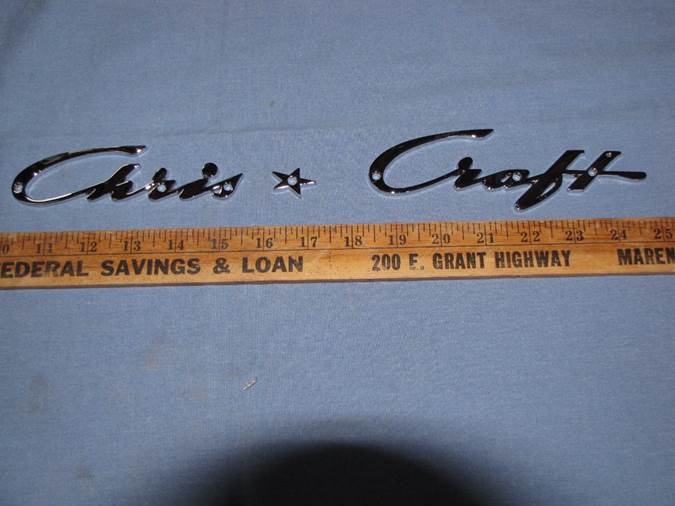 Chris ★ Craft
0 11 12 13 14 15 16 17 18 19 20 21 22 23 24 25
EDERAL SAVINGS & LOAN 200 E. GRANT HIGHWAY MAREN